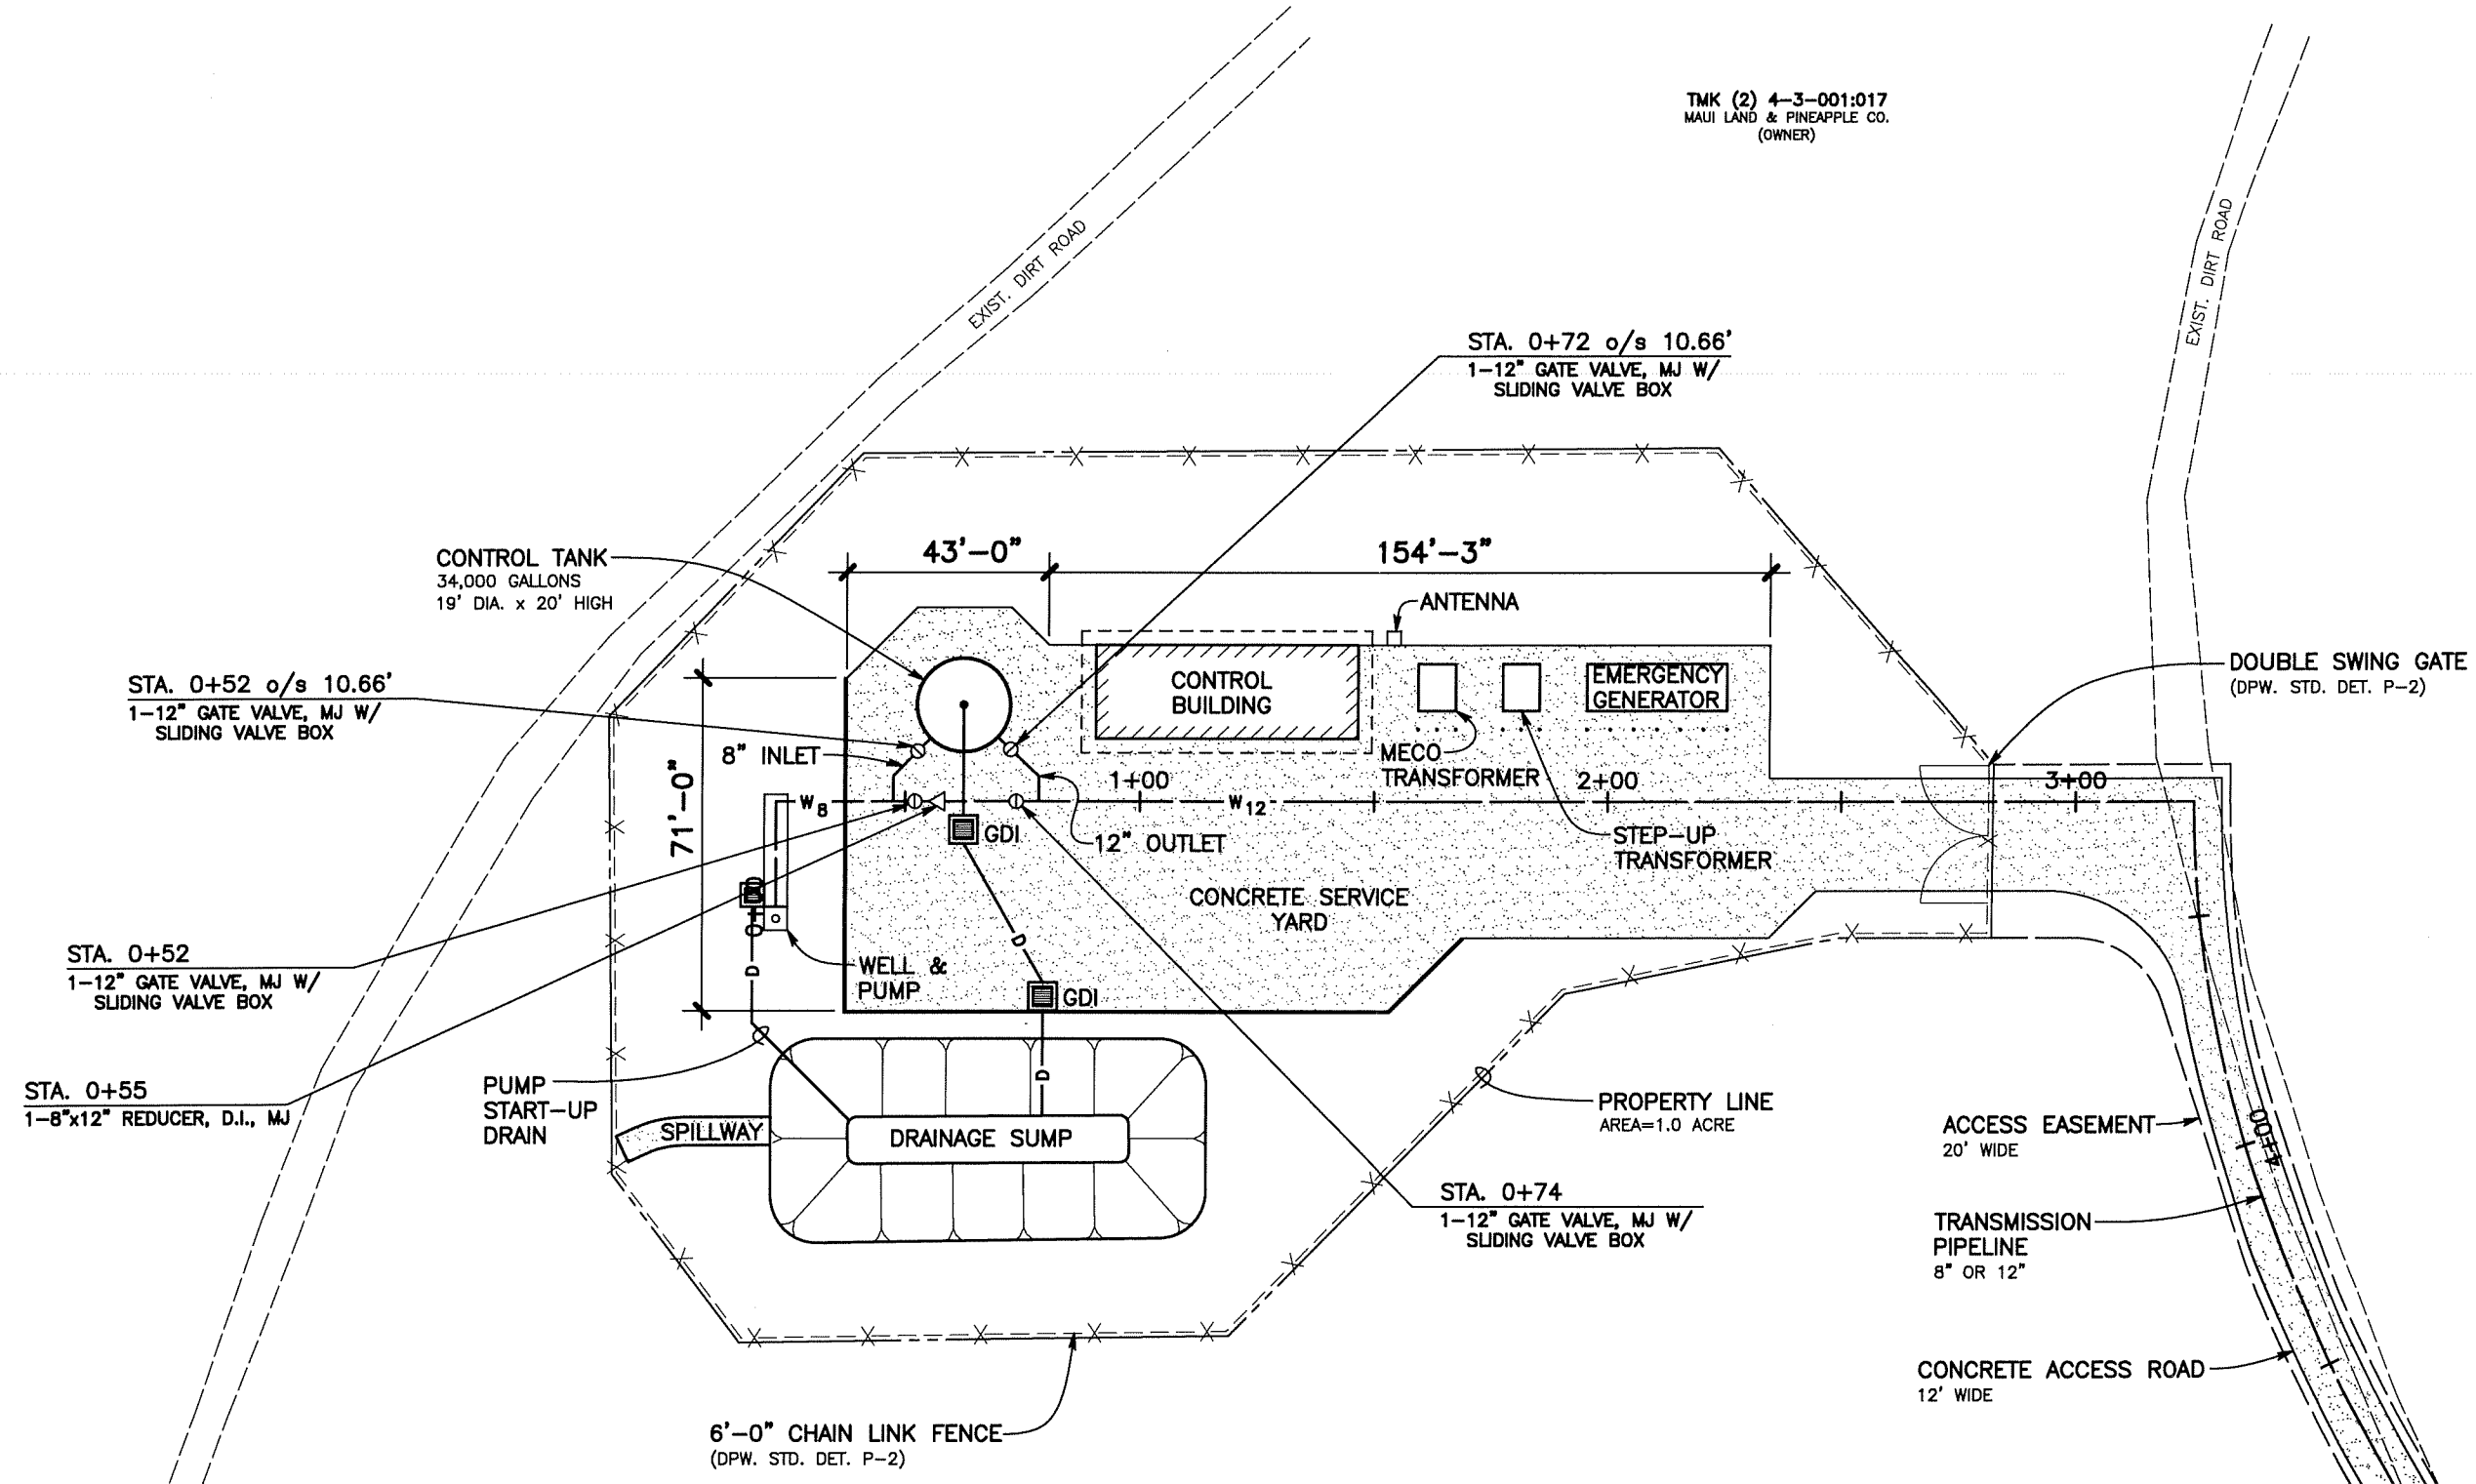 TMK (2) 4-3-001:017
MAUI LAND & PINEAPPLE CO.
(OWNER)
EXIST. DIRT ROAD
EXIST. DIRT ROAD
STA. 0+72 o/s 10.66'
1-12" GATE VALVE, MJ W/
SLIDING VALVE BOX
CONTROL TANK
34,000 GALLONS
19' DIA. x 20' HIGH
43'-0"
154'-3"
ANTENNA
STA. 0+52 o/s 10.66'
1-12" GATE VALVE, MJ W/
SLIDING VALVE BOX
CONTROL
BUILDING
EMERGENCY
GENERATOR
DOUBLE SWING GATE
(DPW. STD. DET. P-2)
8" INLET
71'-0"
MECO
TRANSFORMER
1+00
2+00
3+00
W8
W12
GDI
12" OUTLET
STEP-UP
TRANSFORMER
CONCRETE SERVICE
YARD
STA. 0+52
1-12" GATE VALVE, MJ W/
SLIDING VALVE BOX
D
D
WELL &
PUMP
GDI
STA. 0+55
1-8"x12" REDUCER, D.I., MJ
PUMP
START-UP
DRAIN
D
SPILLWAY
DRAINAGE SUMP
PROPERTY LINE
AREA=1.0 ACRE
ACCESS EASEMENT
20' WIDE
4+00
STA. 0+74
1-12" GATE VALVE, MJ W/
SLIDING VALVE BOX
TRANSMISSION
PIPELINE
8" OR 12"
CONCRETE ACCESS ROAD
12' WIDE
6'-0" CHAIN LINK FENCE
(DPW. STD. DET. P-2)